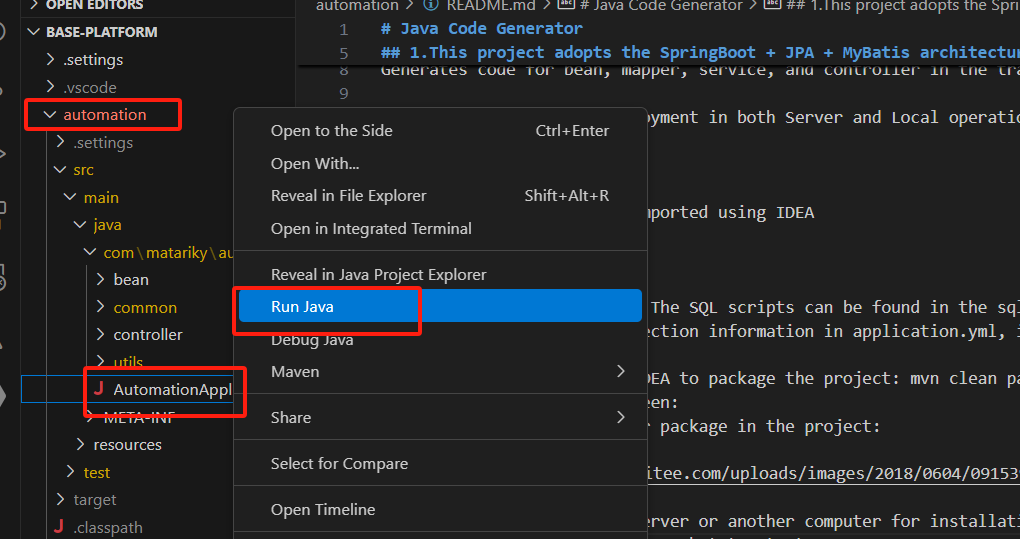 OPEN EDITORS
BASE-PLATFORM
.settings
.vscode
automation
.settings
src
main
java
com\matariky\au
bean
common
controller
utils
J AutomationAppl
META-INF
resources
test
target
J .classpath
automation > README.md > # Java Code Generator > ## 1.This project adopts the Spri
1 # Java Code Generator
5 ## 1.This project adopts the SpringBoot + JPA + MyBatis architectur
8 Generates code for bean, mapper, service, and controller in the tra
9
oyment in both Server and Local operatio
mported using IDEA
The SQL scripts can be found in the sql
ection information in application.yml, i
DEA to package the project: mvn clean pa
een:
r package in the project:
itee.com/uploads/images/2018/0604/09153
erver or another computer for installati
Open to the Side Ctrl+Enter
Open With...
Reveal in File Explorer Shift+Alt+R
Open in Integrated Terminal
Reveal in Java Project Explorer
Run Java
Debug Java
Maven
Share
Select for Compare
Open Timeline